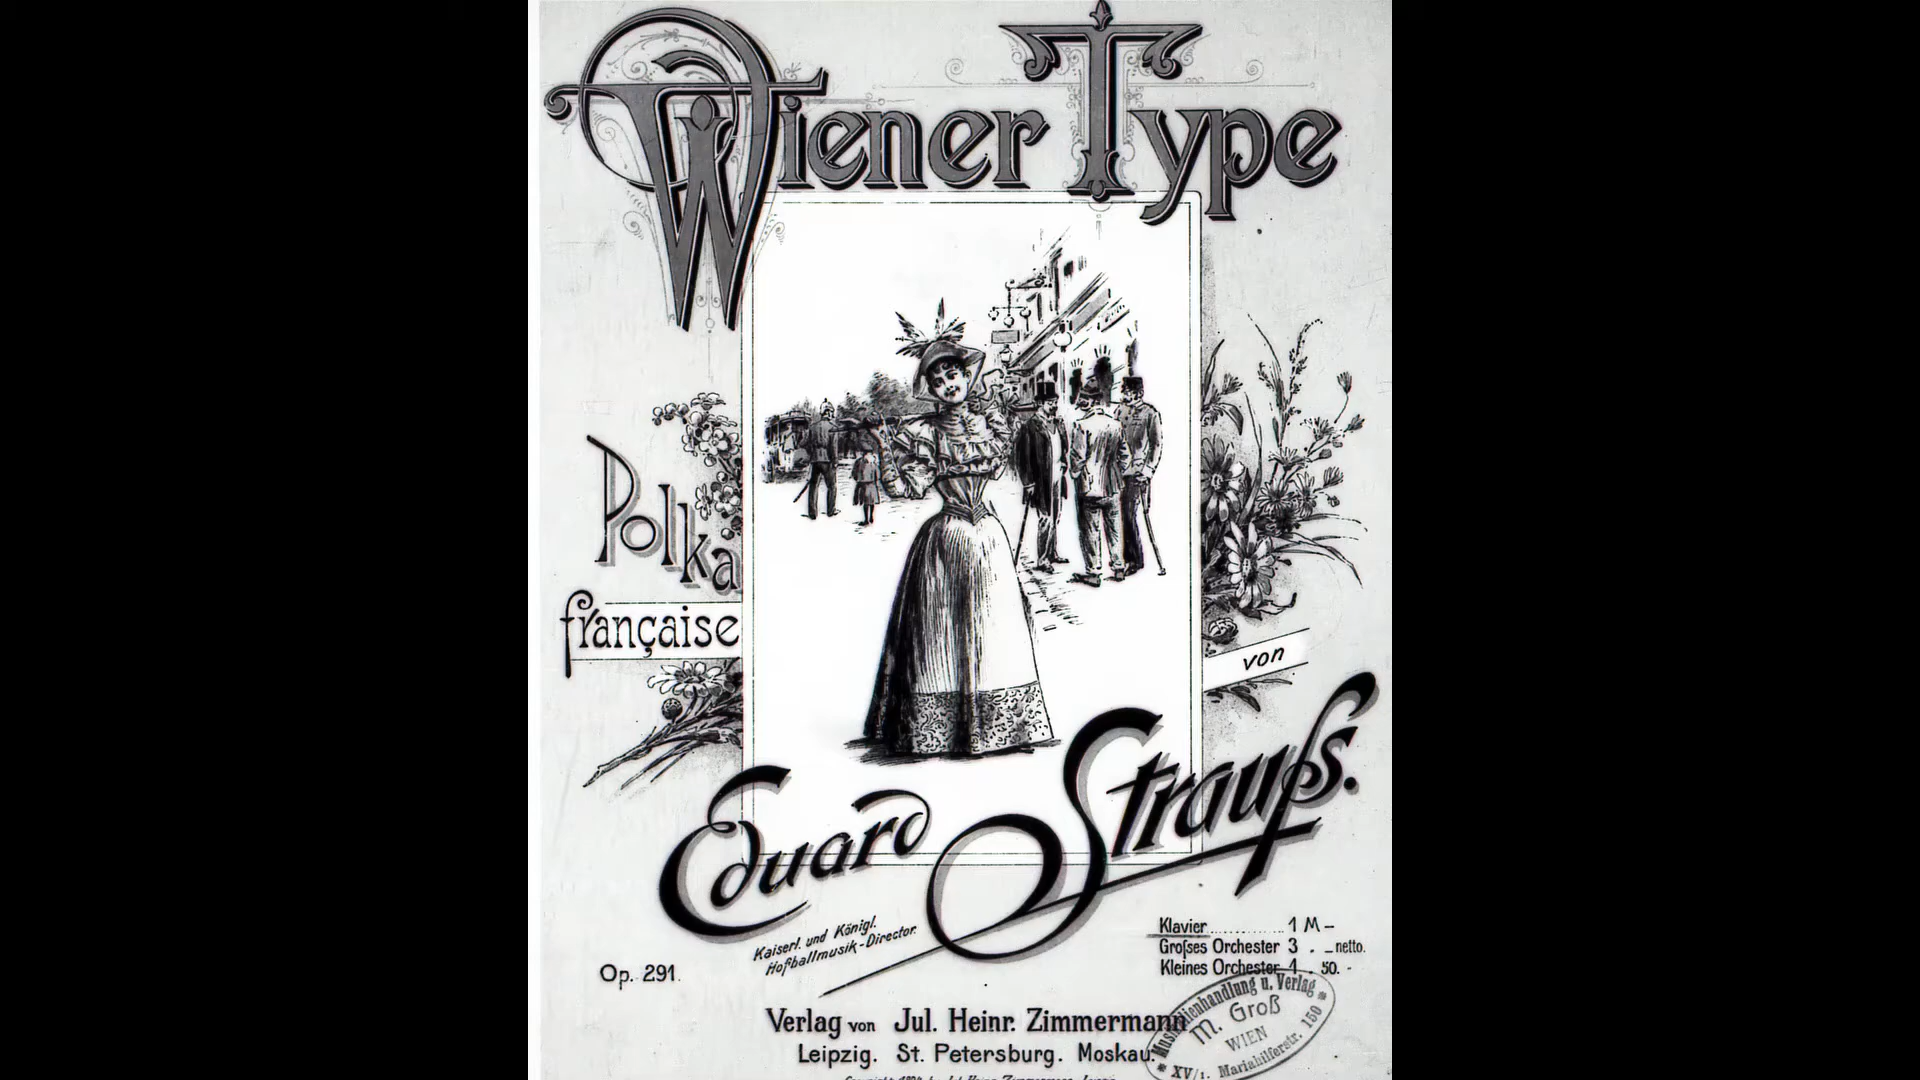 Wiener Type
Polka
française
von
Eduard Strauſs.
Kaiserl. und Königl.
Hofballmusik-Director.
Klavier ............ 1 M –
Groſses Orchester 3 . – netto.
Kleines Orchester 1 . 50. -
Op. 291.
Verlag von Jul. Heinr. Zimmermann
Leipzig. St. Petersburg. Moskau.
Musikalienhandlung u. Verlag
M. Groß
WIEN
* XV/1. Mariahilferstr. 150 *